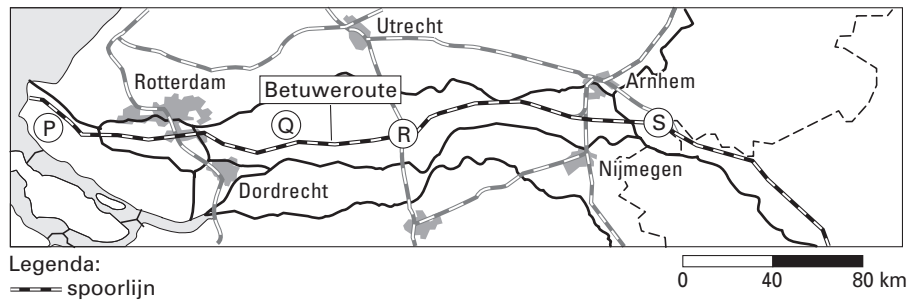 Utrecht
Rotterdam
Betuweroute
Arnhem
P
Q
R
S
Dordrecht
Nijmegen
Legenda:
spoorlijn
0 40 80 km